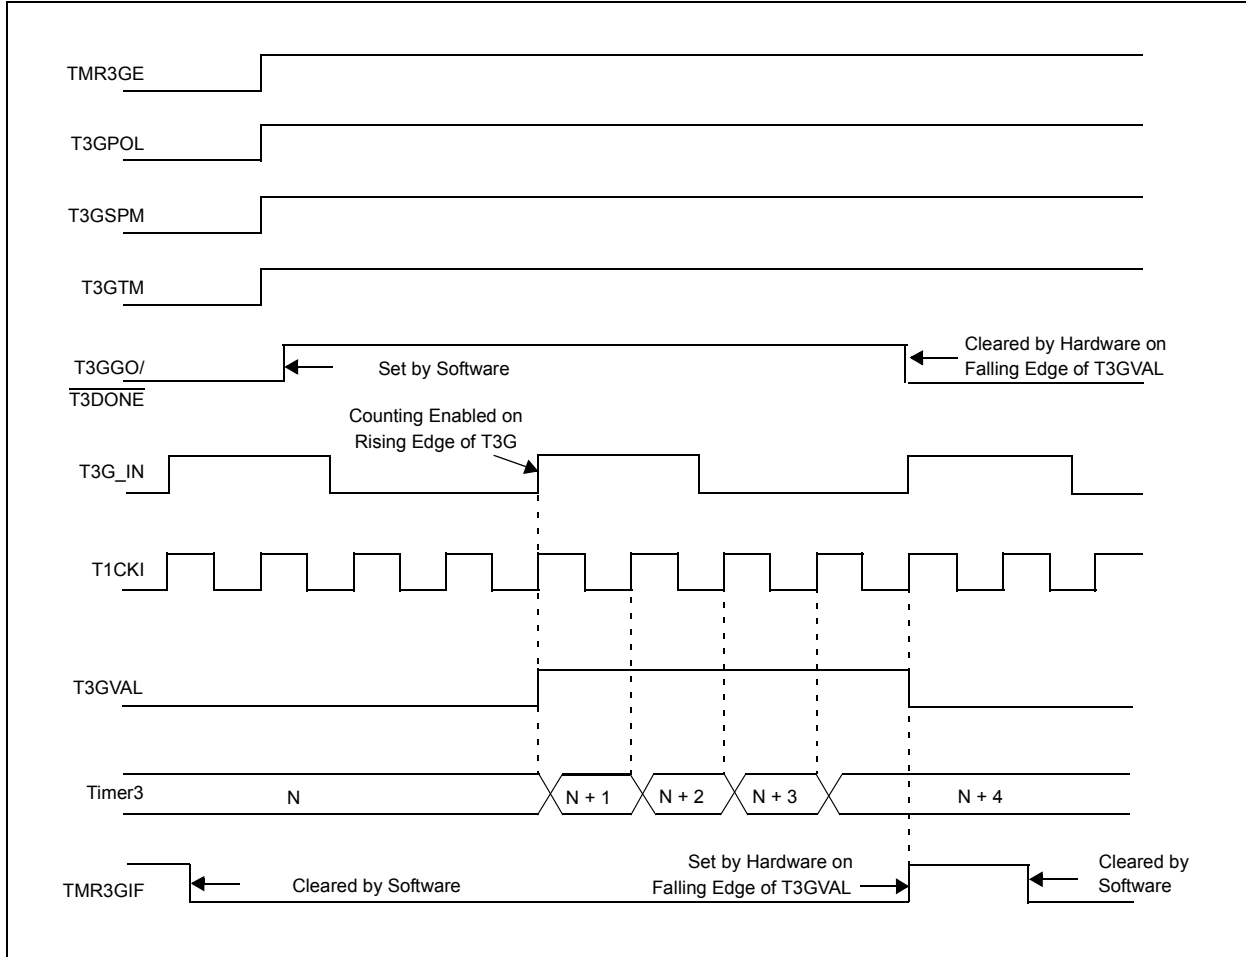 TMR3GE
T3GPOL
T3GSPM
T3GTM
T3GGO/
T3DONE
Set by Software
Cleared by Hardware on
Falling Edge of T3GVAL
Counting Enabled on
Rising Edge of T3G
T3G_IN
T1CKI
T3GVAL
Timer3
N
N + 1
N + 2
N + 3
N + 4
TMR3GIF
Cleared by Software
Set by Hardware on
Falling Edge of T3GVAL
Cleared by
Software